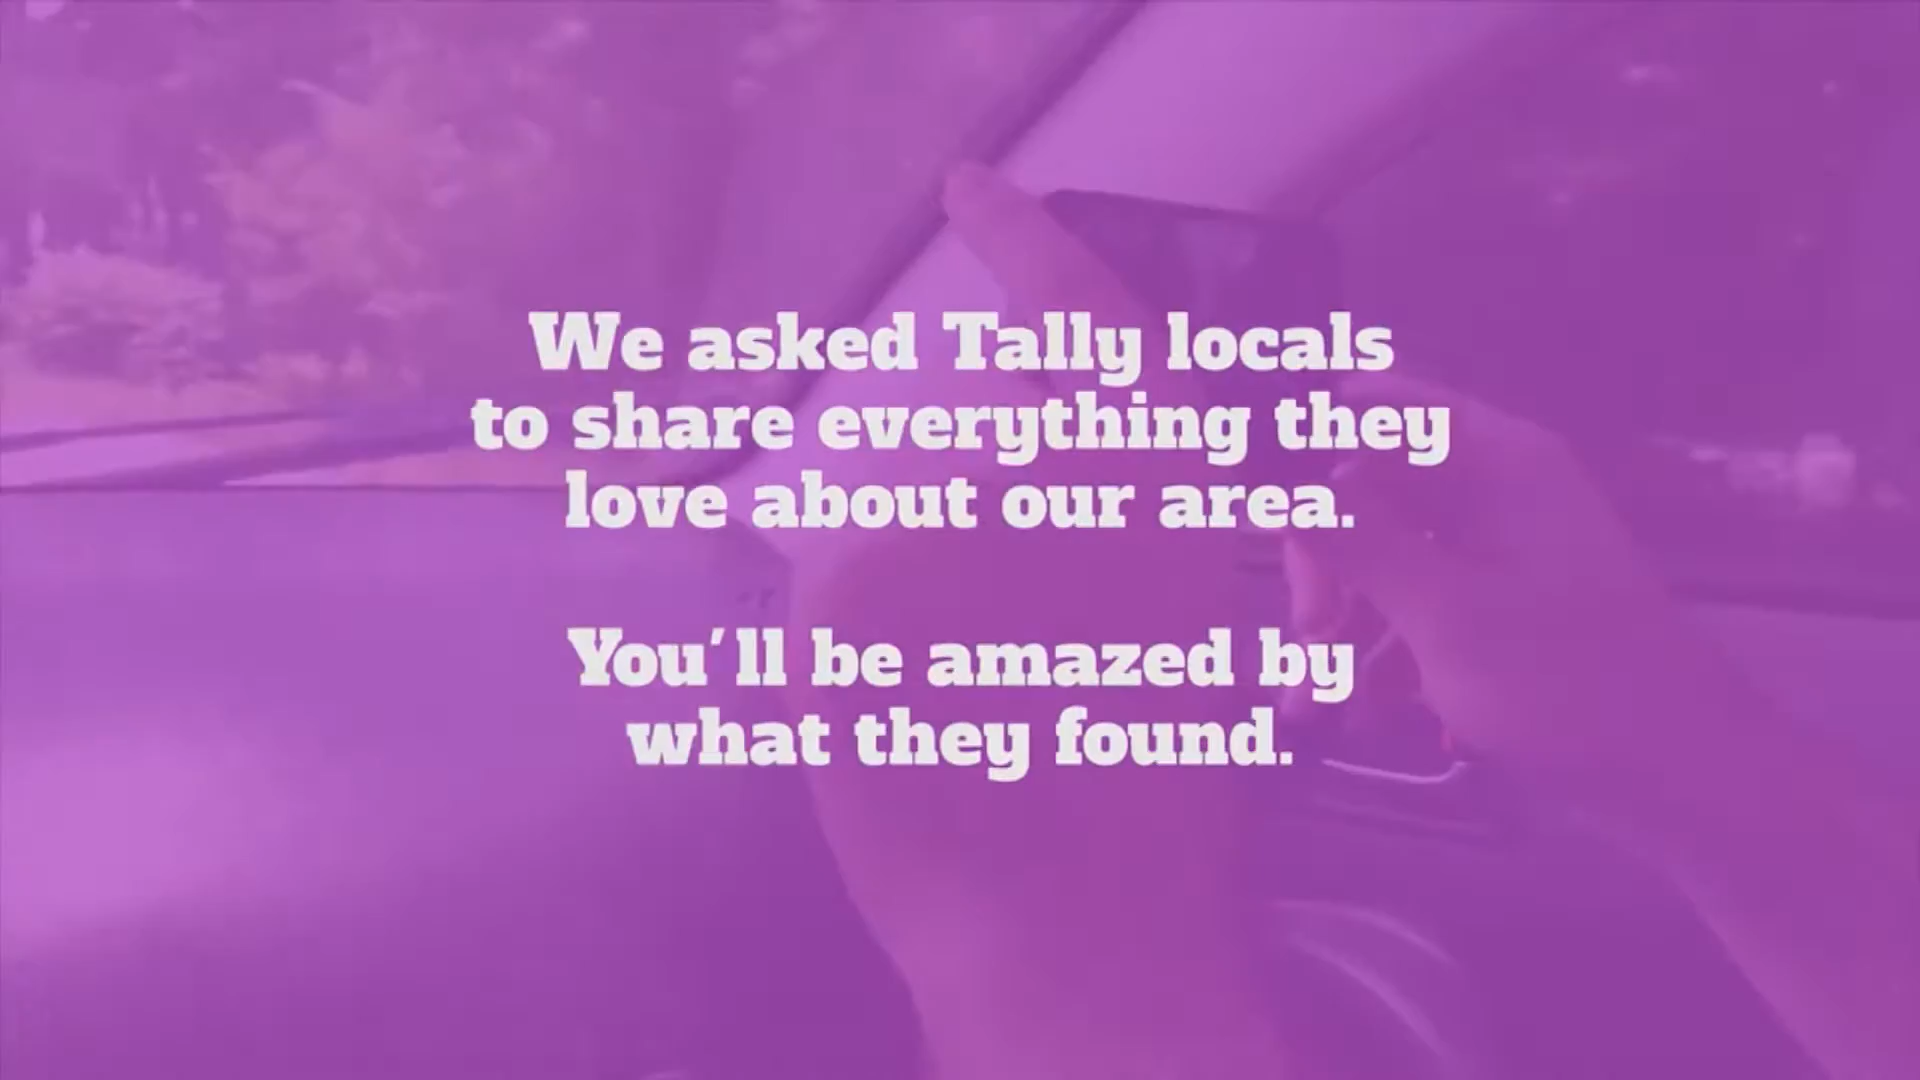 We asked Tally locals
to share everything they
love about our area.
You'll be amazed by
what they found.